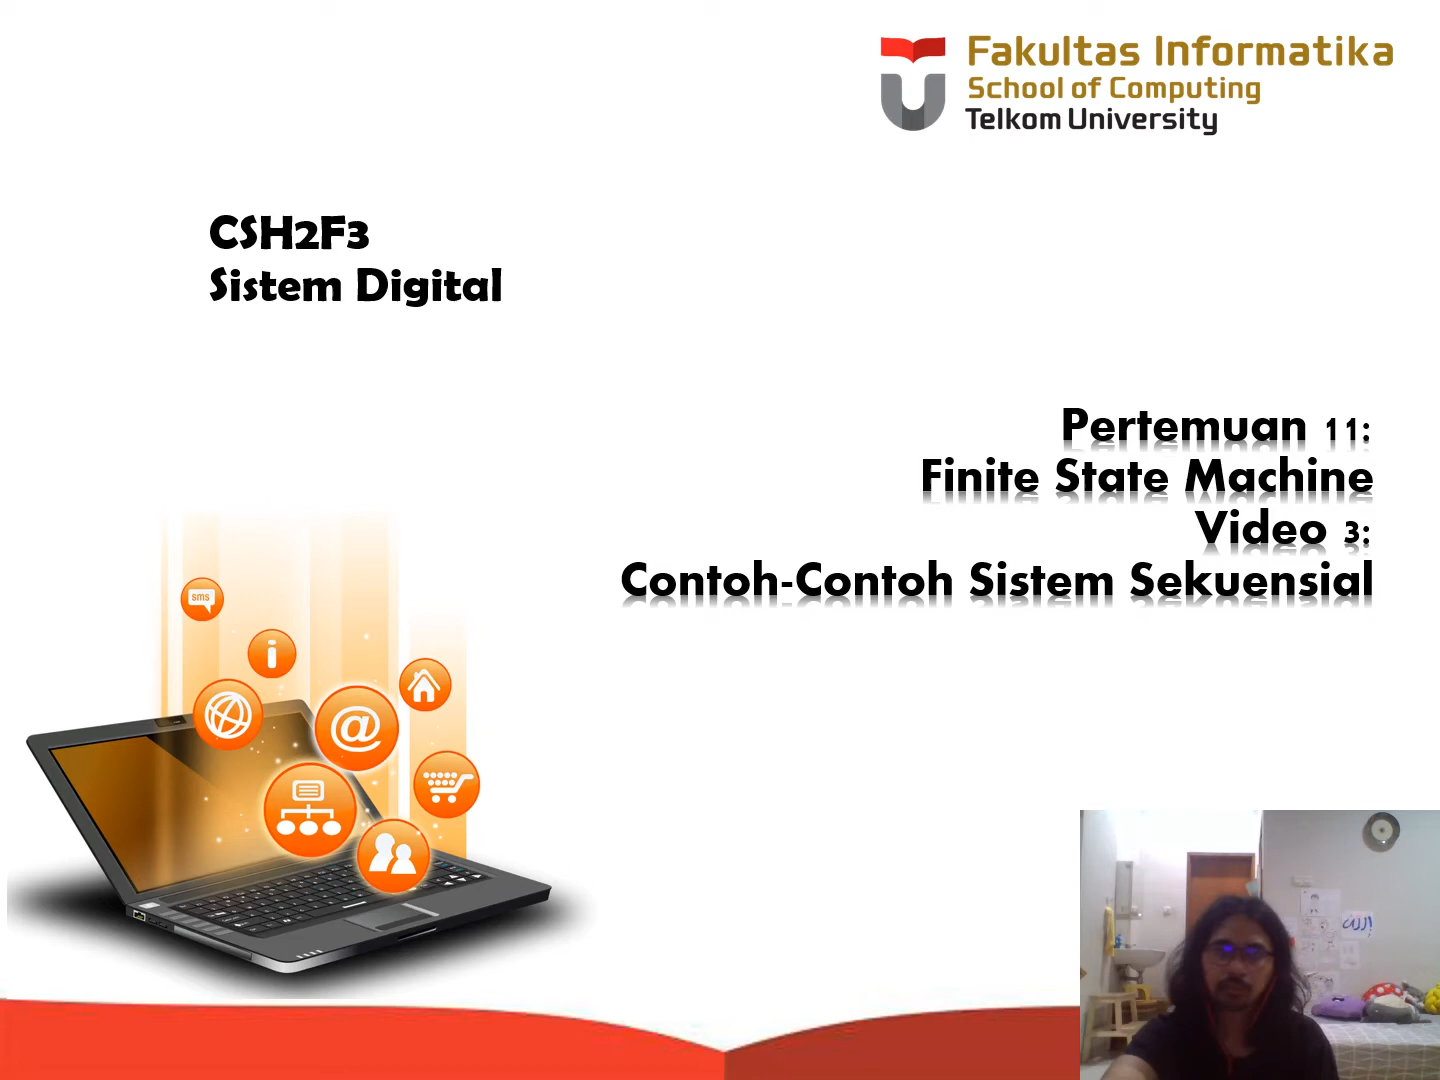 Fakultas Informatika
School of Computing
Telkom University
CSH2F3
Sistem Digital
Pertemuan 11:
Finite State Machine
Video 3:
Contoh-Contoh Sistem Sekuensial
sms
i
@
الله